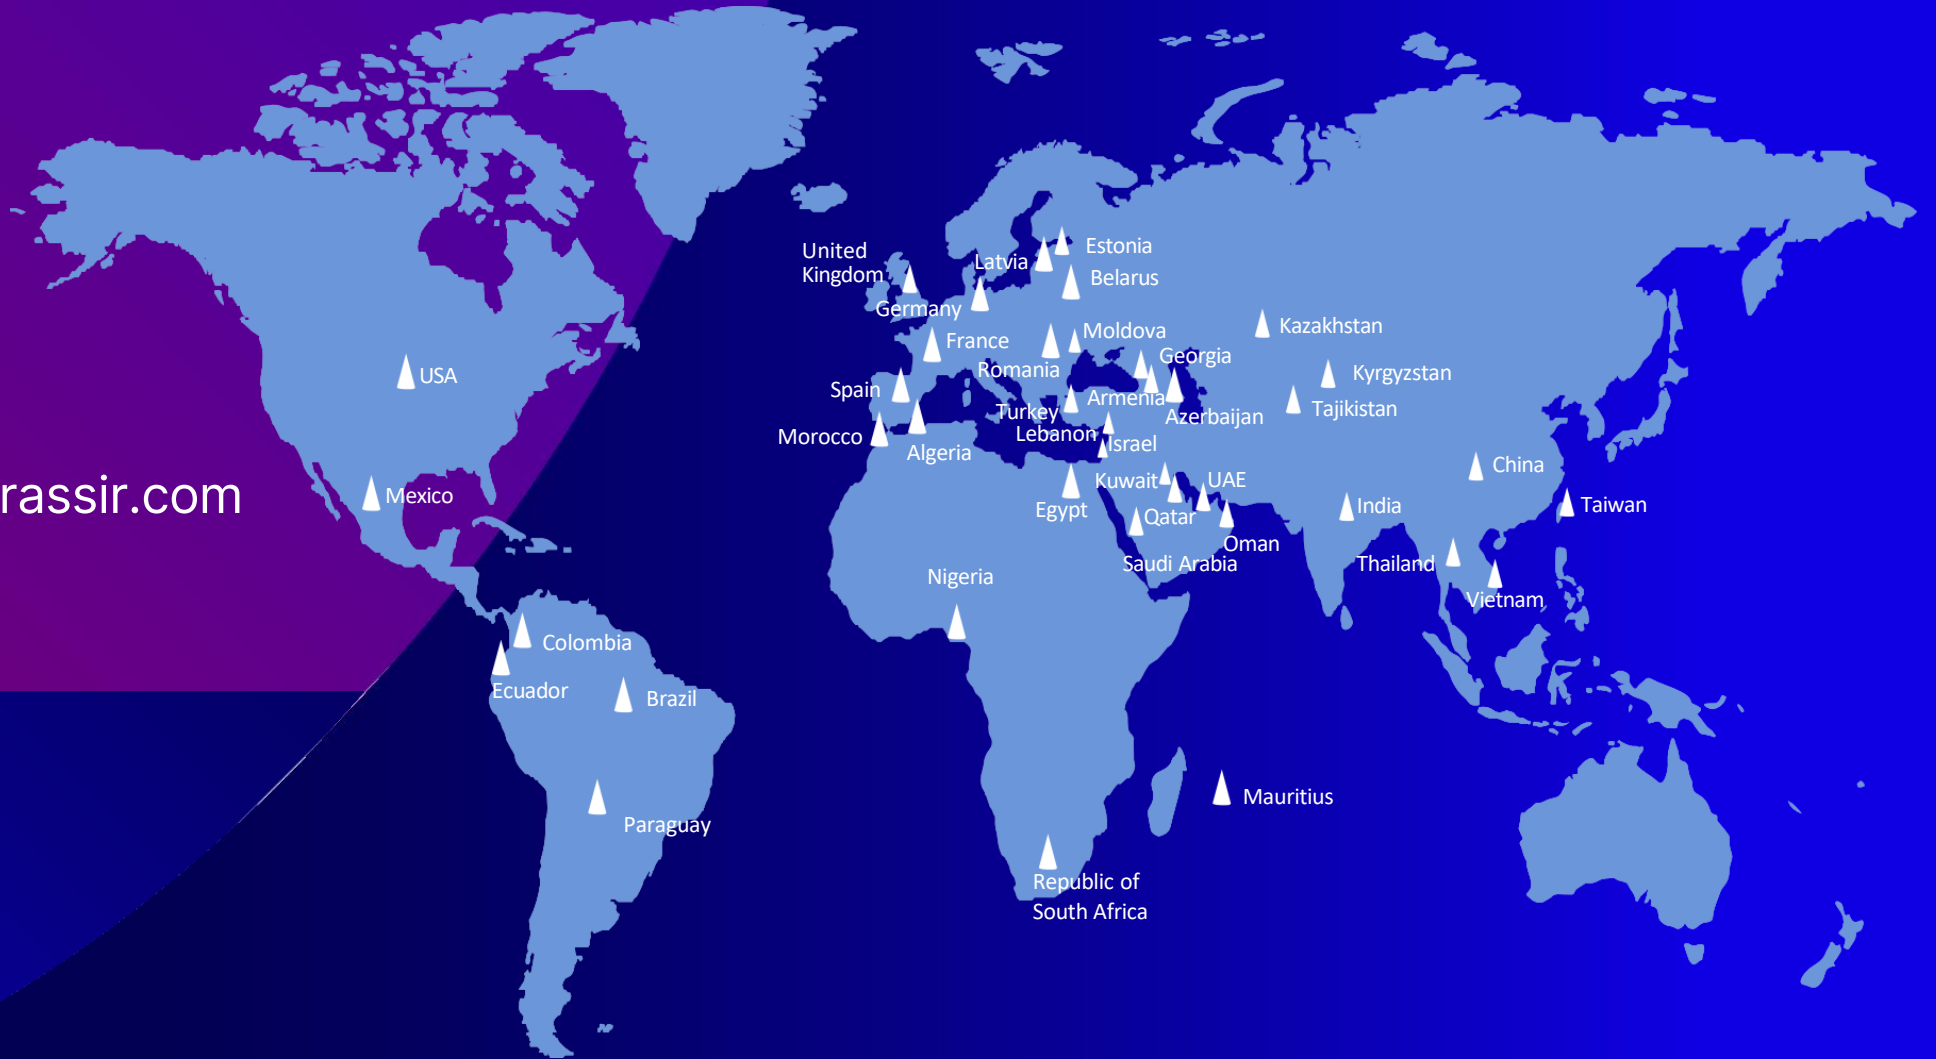 United
Kingdom
Estonia
Latvia
Belarus
Germany
Kazakhstan
Moldova
France
Georgia
Romania
Kyrgyzstan
USA
Spain
Armenia
Tajikistan
Turkey
Azerbaijan
Lebanon
Morocco
Israel
Algeria
China
Kuwait
UAE
rassir.com
Mexico
Taiwan
India
Egypt
Qatar
Oman
Saudi Arabia
Thailand
Nigeria
Vietnam
Colombia
Ecuador
Brazil
Mauritius
Paraguay
Republic of
South Africa